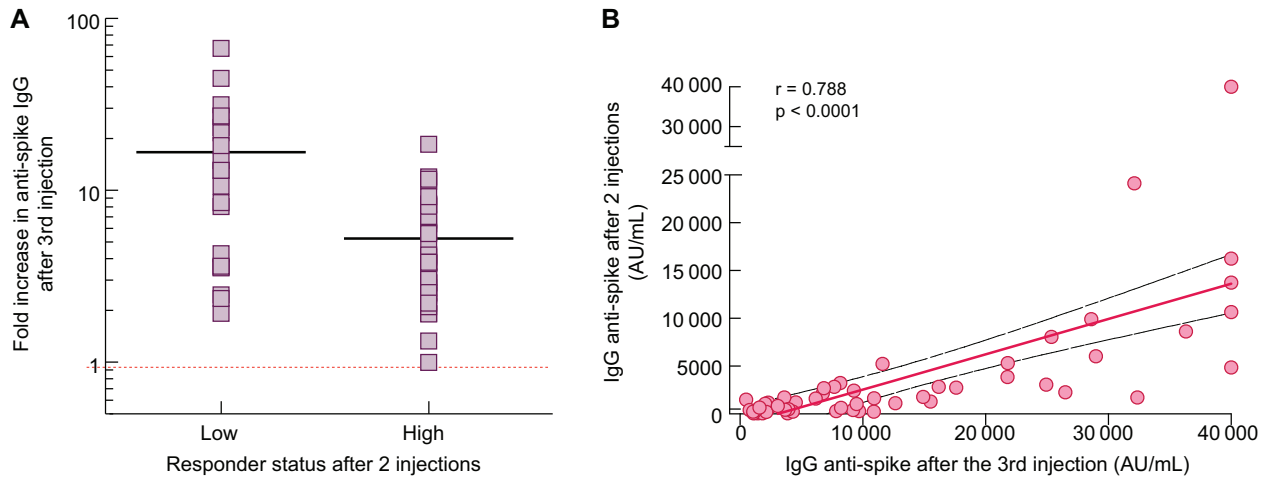 A
Fold increase in anti-spike IgG
after 3rd injection
100
10
1
Low
High
Responder status after 2 injections
B
IgG anti-spike after 2 injections
(AU/mL)
r = 0.788
p < 0.0001
40 000
30 000
25 000
15 000
10 000
5000
0
0
10 000
20 000
30 000
40 000
IgG anti-spike after the 3rd injection (AU/mL)